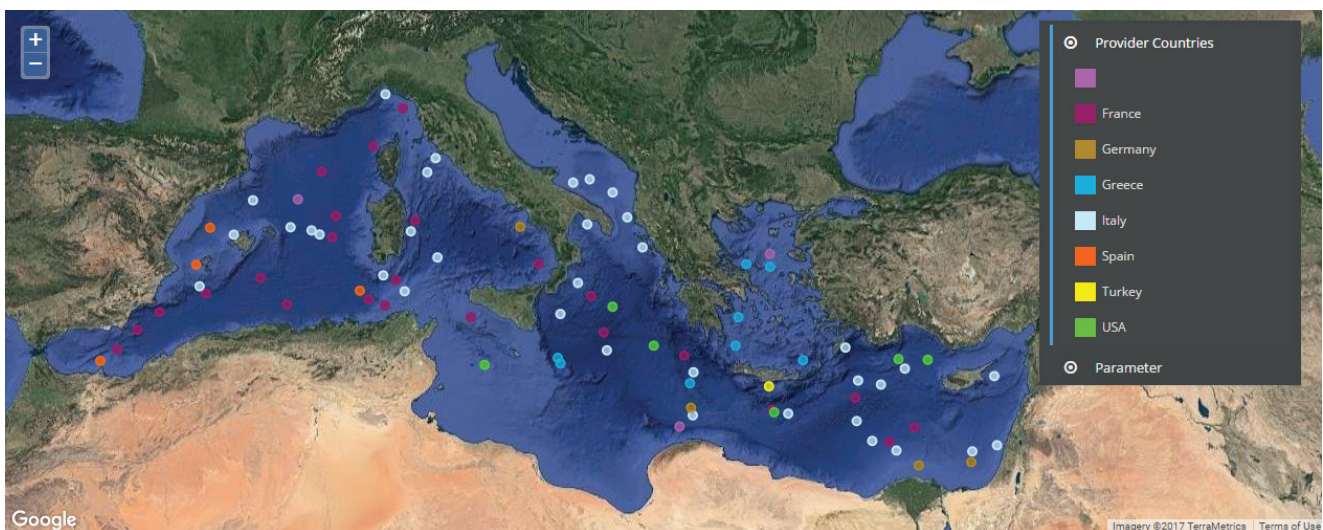 +
−
Provider Countries
France
Germany
Greece
Italy
Spain
Turkey
USA
Parameter
Google
Imagery ©2017 TerraMetrics Terms of Use